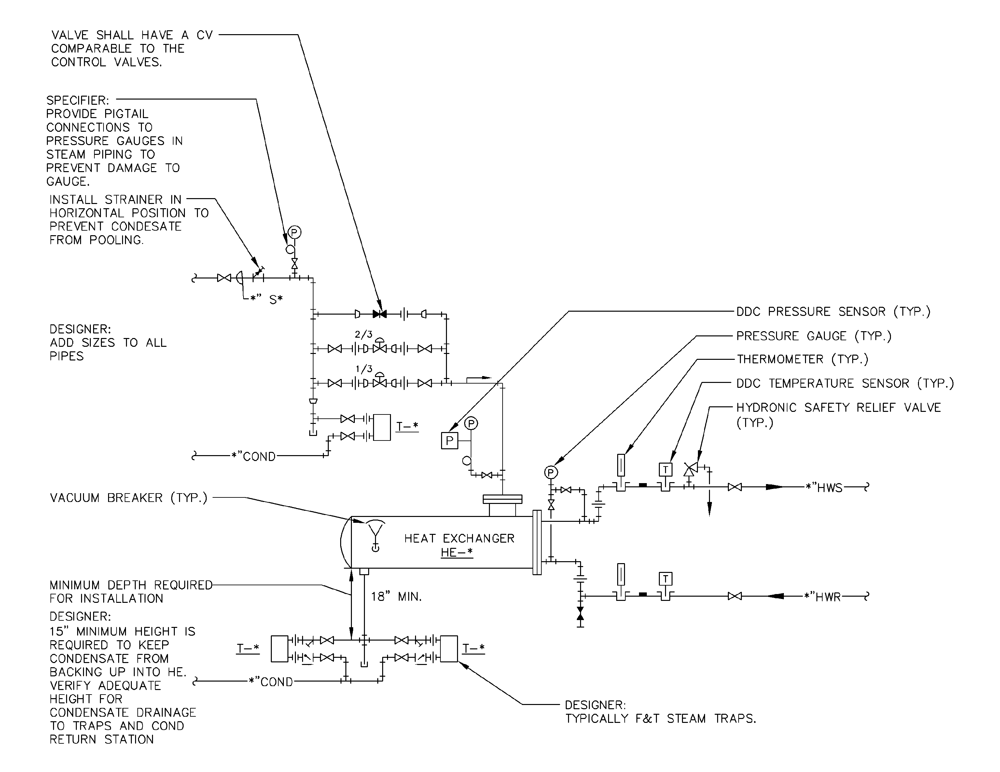 VALVE SHALL HAVE A CV
COMPARABLE TO THE
CONTROL VALVES.
SPECIFIER:
PROVIDE PIGTAIL
CONNECTIONS TO
PRESSURE GAUGES IN
STEAM PIPING TO
PREVENT DAMAGE TO
GAUGE.
INSTALL STRAINER IN
HORIZONTAL POSITION TO
PREVENT CONDESATE
FROM POOLING.
P
*" S*
DESIGNER:
ADD SIZES TO ALL
PIPES
2/3
1/3
DDC PRESSURE SENSOR (TYP.)
PRESSURE GAUGE (TYP.)
THERMOMETER (TYP.)
DDC TEMPERATURE SENSOR (TYP.)
HYDRONIC SAFETY RELIEF VALVE
(TYP.)
T-*
P
P
*"COND
P
T
*"HWS
VACUUM BREAKER (TYP.)
HEAT EXCHANGER
HE-*
MINIMUM DEPTH REQUIRED
FOR INSTALLATION
18" MIN.
T
*"HWR
DESIGNER:
15" MINIMUM HEIGHT IS
REQUIRED TO KEEP
CONDENSATE FROM
BACKING UP INTO HE.
VERIFY ADEQUATE
HEIGHT FOR
CONDENSATE DRAINAGE
TO TRAPS AND COND
RETURN STATION
T-*
T-*
*"COND
DESIGNER:
TYPICALLY F&T STEAM TRAPS.